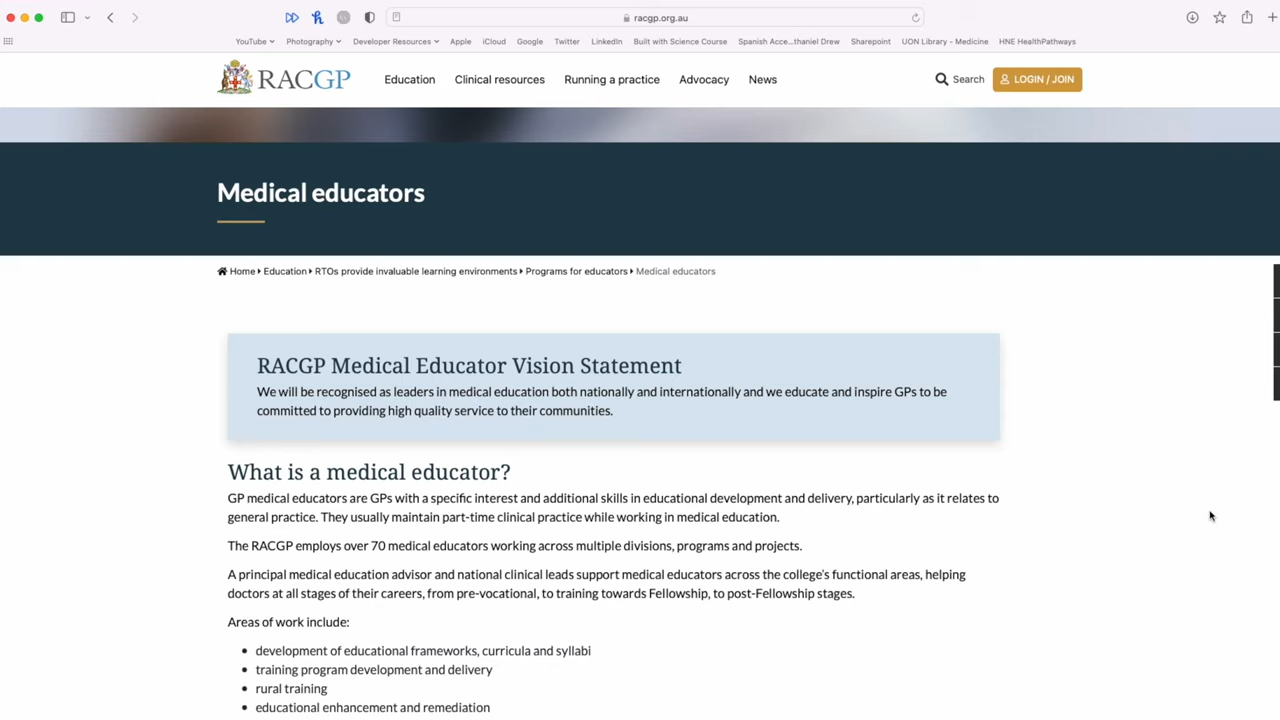 racgp.org.au
YouTube Photography Developer Resources Apple iCloud Google Twitter LinkedIn Built with Science Course Spanish Acce...thaniel Drew Sharepoint UON Library - Medicine HNE HealthPathways
RACGP Education Clinical resources Running a practice Advocacy News Search LOGIN / JOIN
Medical educators
Home Education RTOs provide invaluable learning environments Programs for educators Medical educators
RACGP Medical Educator Vision Statement
We will be recognised as leaders in medical education both nationally and internationally and we educate and inspire GPs to be
committed to providing high quality service to their communities.
What is a medical educator?
GP medical educators are GPs with a specific interest and additional skills in educational development and delivery, particularly as it relates to
general practice. They usually maintain part-time clinical practice while working in medical education.
The RACGP employs over 70 medical educators working across multiple divisions, programs and projects.
A principal medical education advisor and national clinical leads support medical educators across the college's functional areas, helping
doctors at all stages of their careers, from pre-vocational, to training towards Fellowship, to post-Fellowship stages.
Areas of work include:
• development of educational frameworks, curricula and syllabi
• training program development and delivery
• rural training
• educational enhancement and remediation